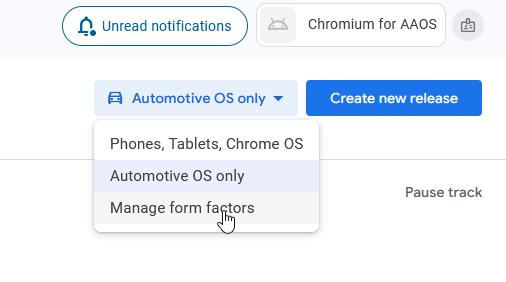 Unread notifications
Chromium for AAOS
Automotive OS only
Create new release
Phones, Tablets, Chrome OS
Automotive OS only
Manage form factors
Pause track